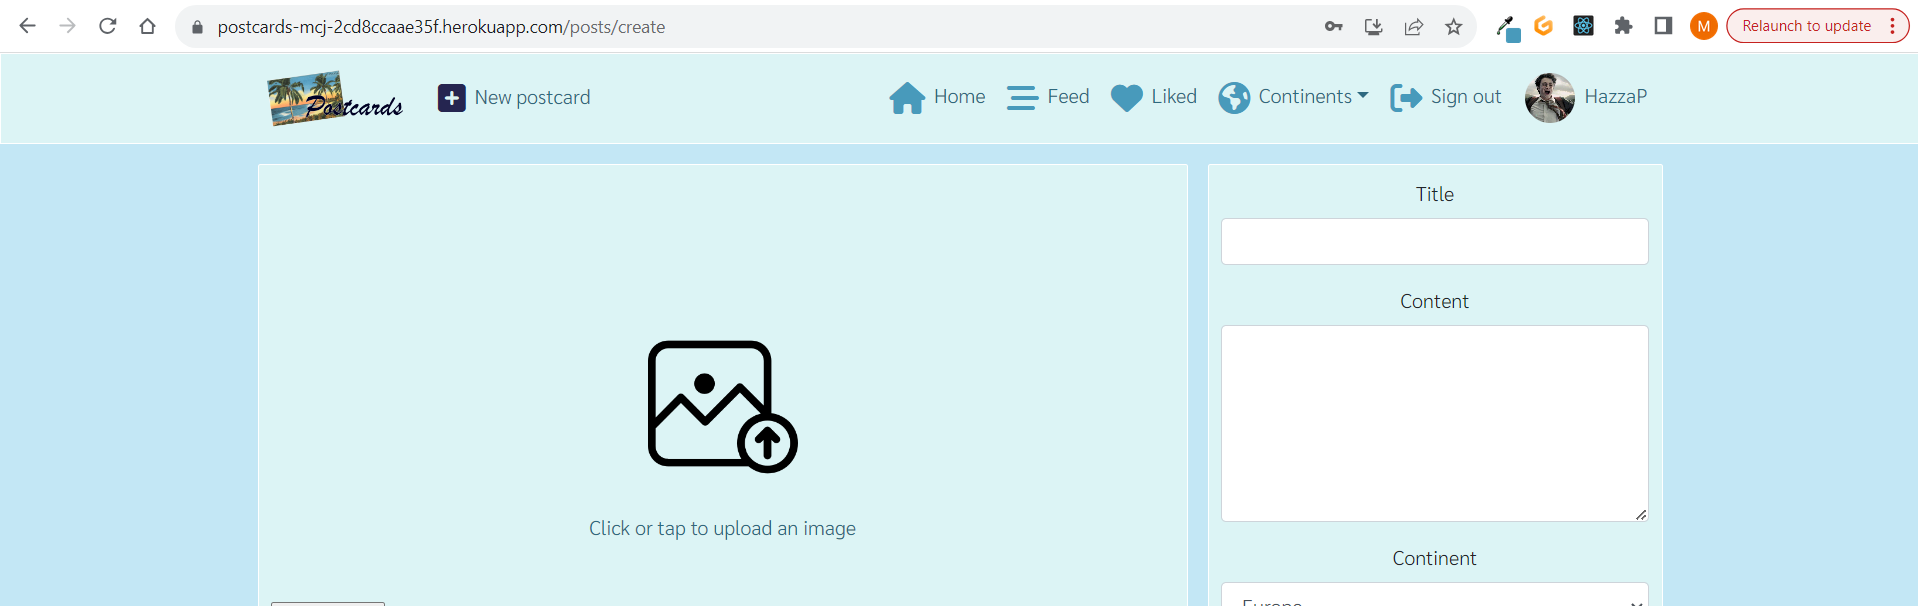 postcards-mcj-2cd8ccaae35f.herokuapp.com/posts/create
M
Relaunch to update
Postcards
New postcard
Home
Feed
Liked
Continents
Sign out
HazzaP
Click or tap to upload an image
Title
Content
Continent
Europe